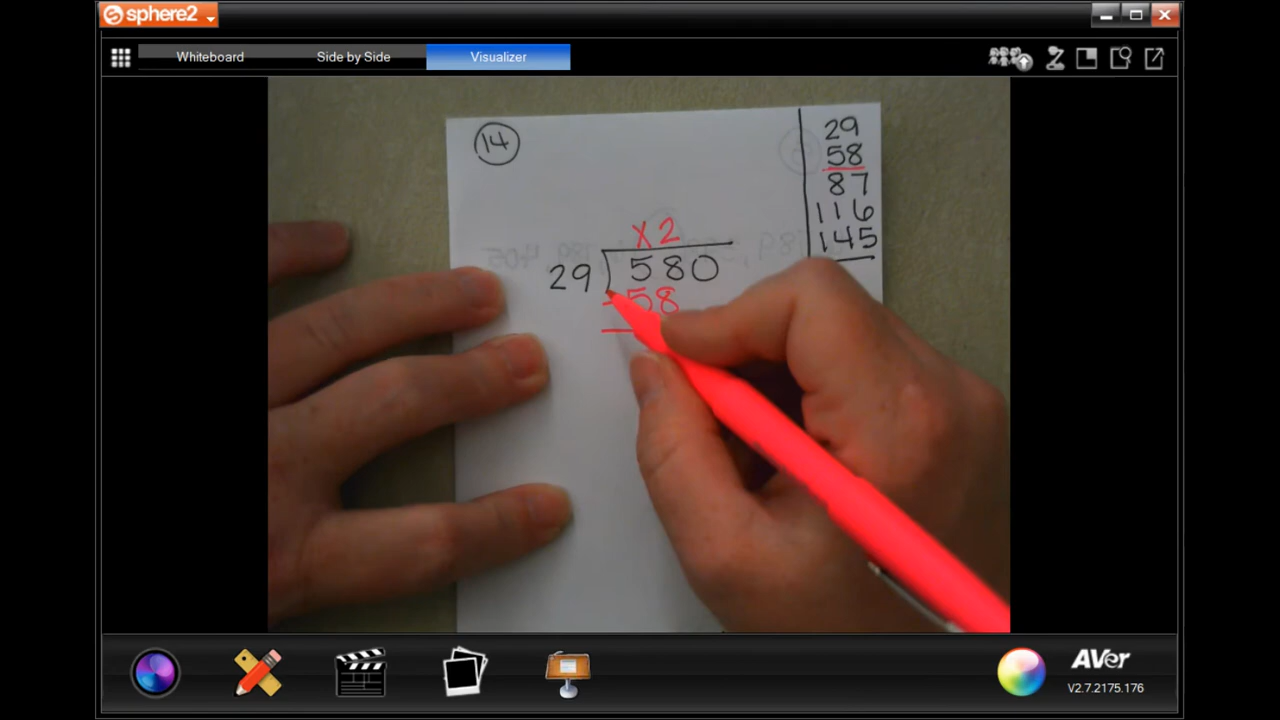 sphere2
Whiteboard
Side by Side
Visualizer
14
29
58
87
116
145
X2
29 580
-58
AVer
V2.7.2175.176